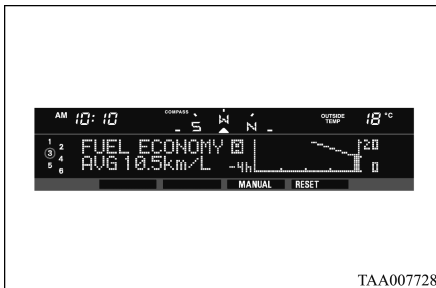 AM 10:10 COMPASS S W N OUTSIDE TEMP 18 °C
1 2 3 4 5 6
FUEL ECONOMY 20
AVG 10.5km/L -4h 0
MANUAL RESET
TAA007728